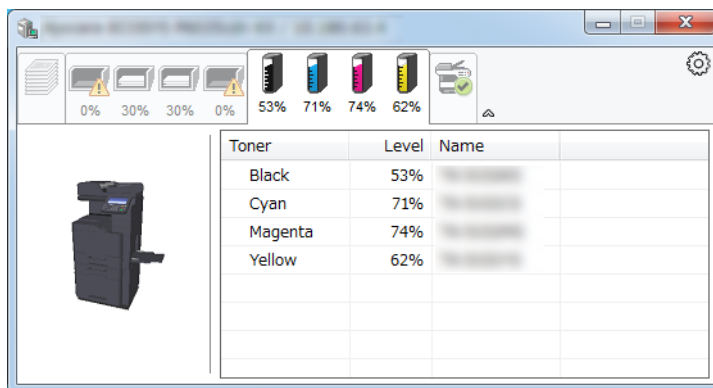 0% 30% 30% 0% 53% 71% 74% 62%
Toner Level Name
Black 53%
Cyan 71%
Magenta 74%
Yellow 62%